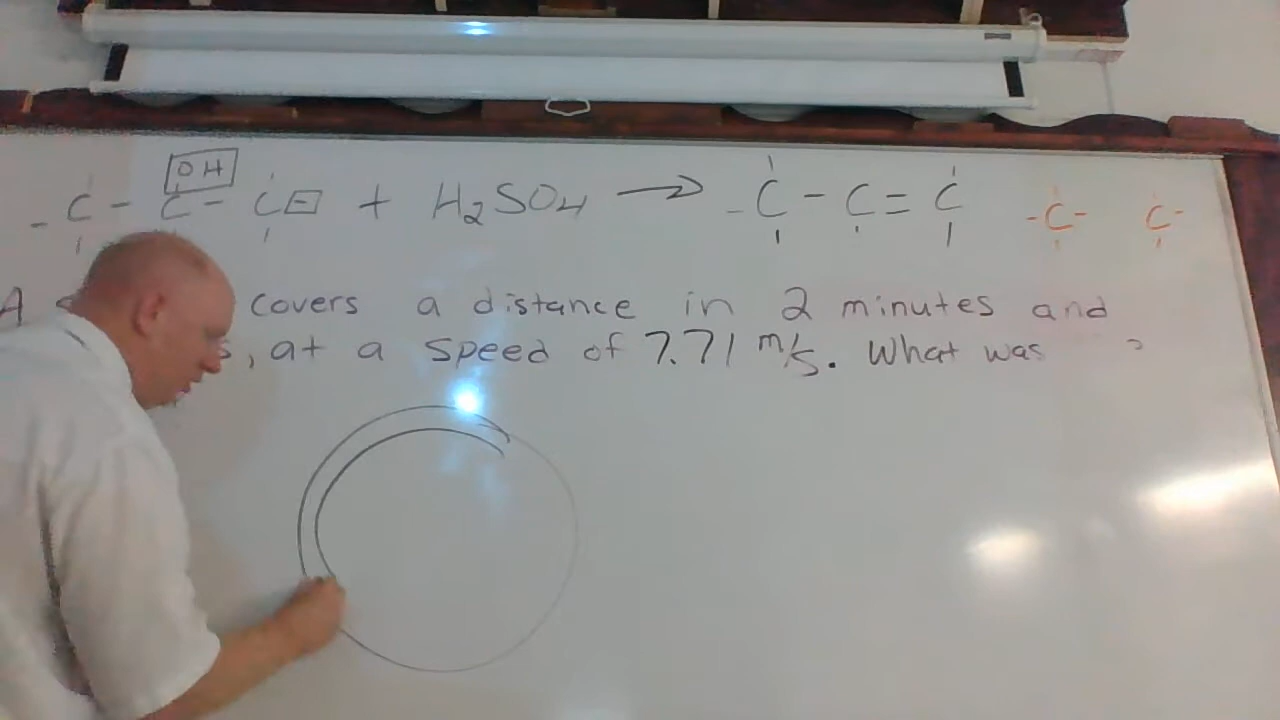 OH
- C - C - C + H2SO4 → - C - C = C -C- C-
A covers a distance in 2 minutes and
, at a speed of 7.71 m/s. What was ?